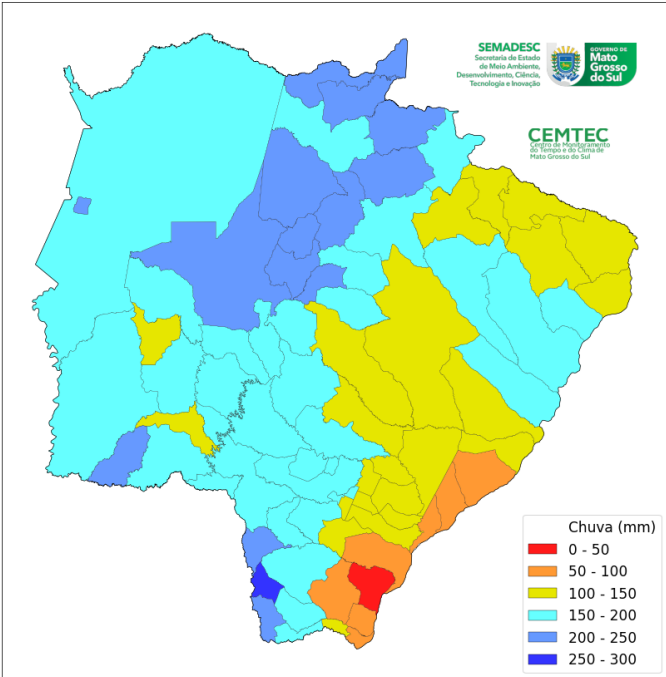 SEMADESC
Secretaria de Estado
de Meio Ambiente,
Desenvolvimento, Ciência,
Tecnologia e Inovação
GOVERNO DE
Mato
Grosso
do Sul
CEMTEC
Centro de Monitoramento
do Tempo e do Clima de
Mato Grosso do Sul
Chuva (mm)
0 - 50
50 - 100
100 - 150
150 - 200
200 - 250
250 - 300